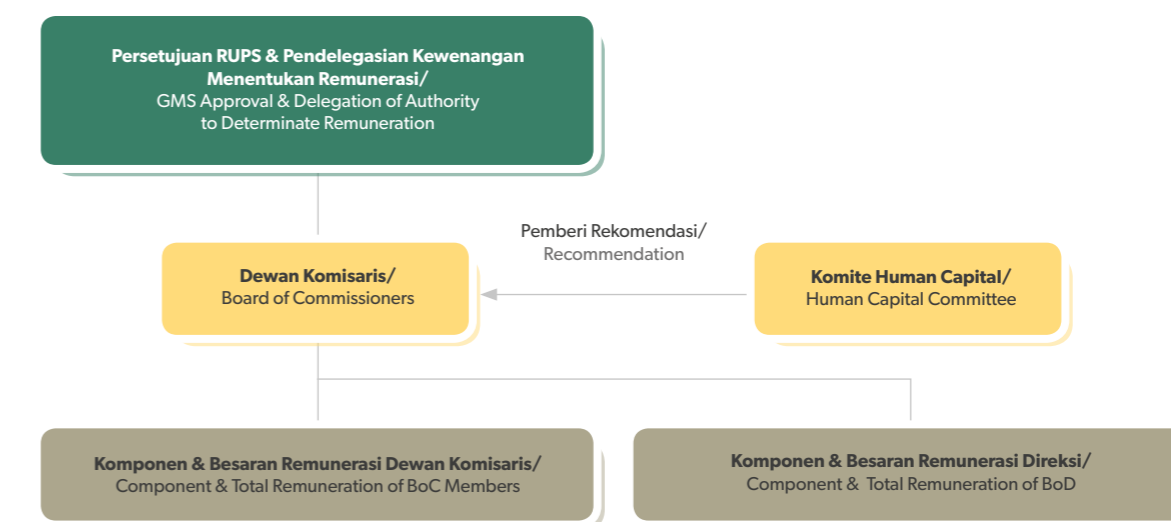 Persetujuan RUPS & Pendelegasian Kewenangan
Menentukan Remunerasi/
GMS Approval & Delegation of Authority
to Determinate Remuneration
Pemberi Rekomendasi/
Recommendation
Dewan Komisaris/
Board of Commissioners
Komite Human Capital/
Human Capital Committee
Komponen & Besaran Remunerasi Dewan Komisaris/
Component & Total Remuneration of BoC Members
Komponen & Besaran Remunerasi Direksi/
Component & Total Remuneration of BoD